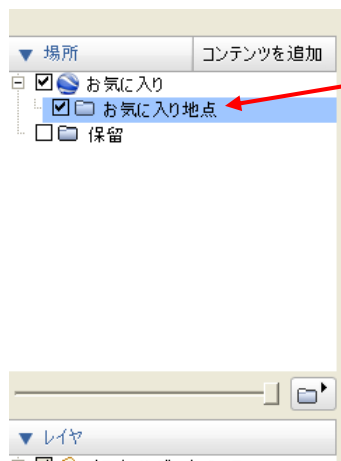 場所 コンテンツを追加
お気に入り
お気に入り地点
保留
レイヤ